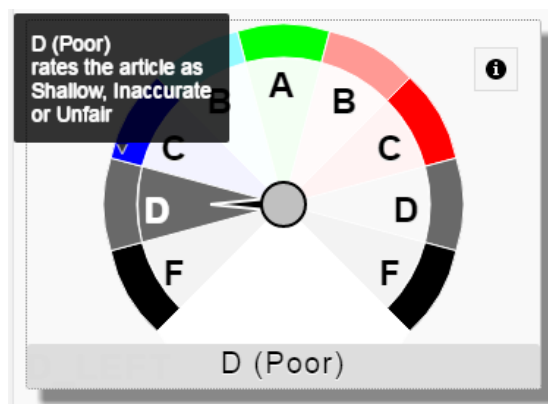 D (Poor)
rates the article as
Shallow, Inaccurate
or Unfair
B
A
B
C
C
D
D
F
F
D (Poor)